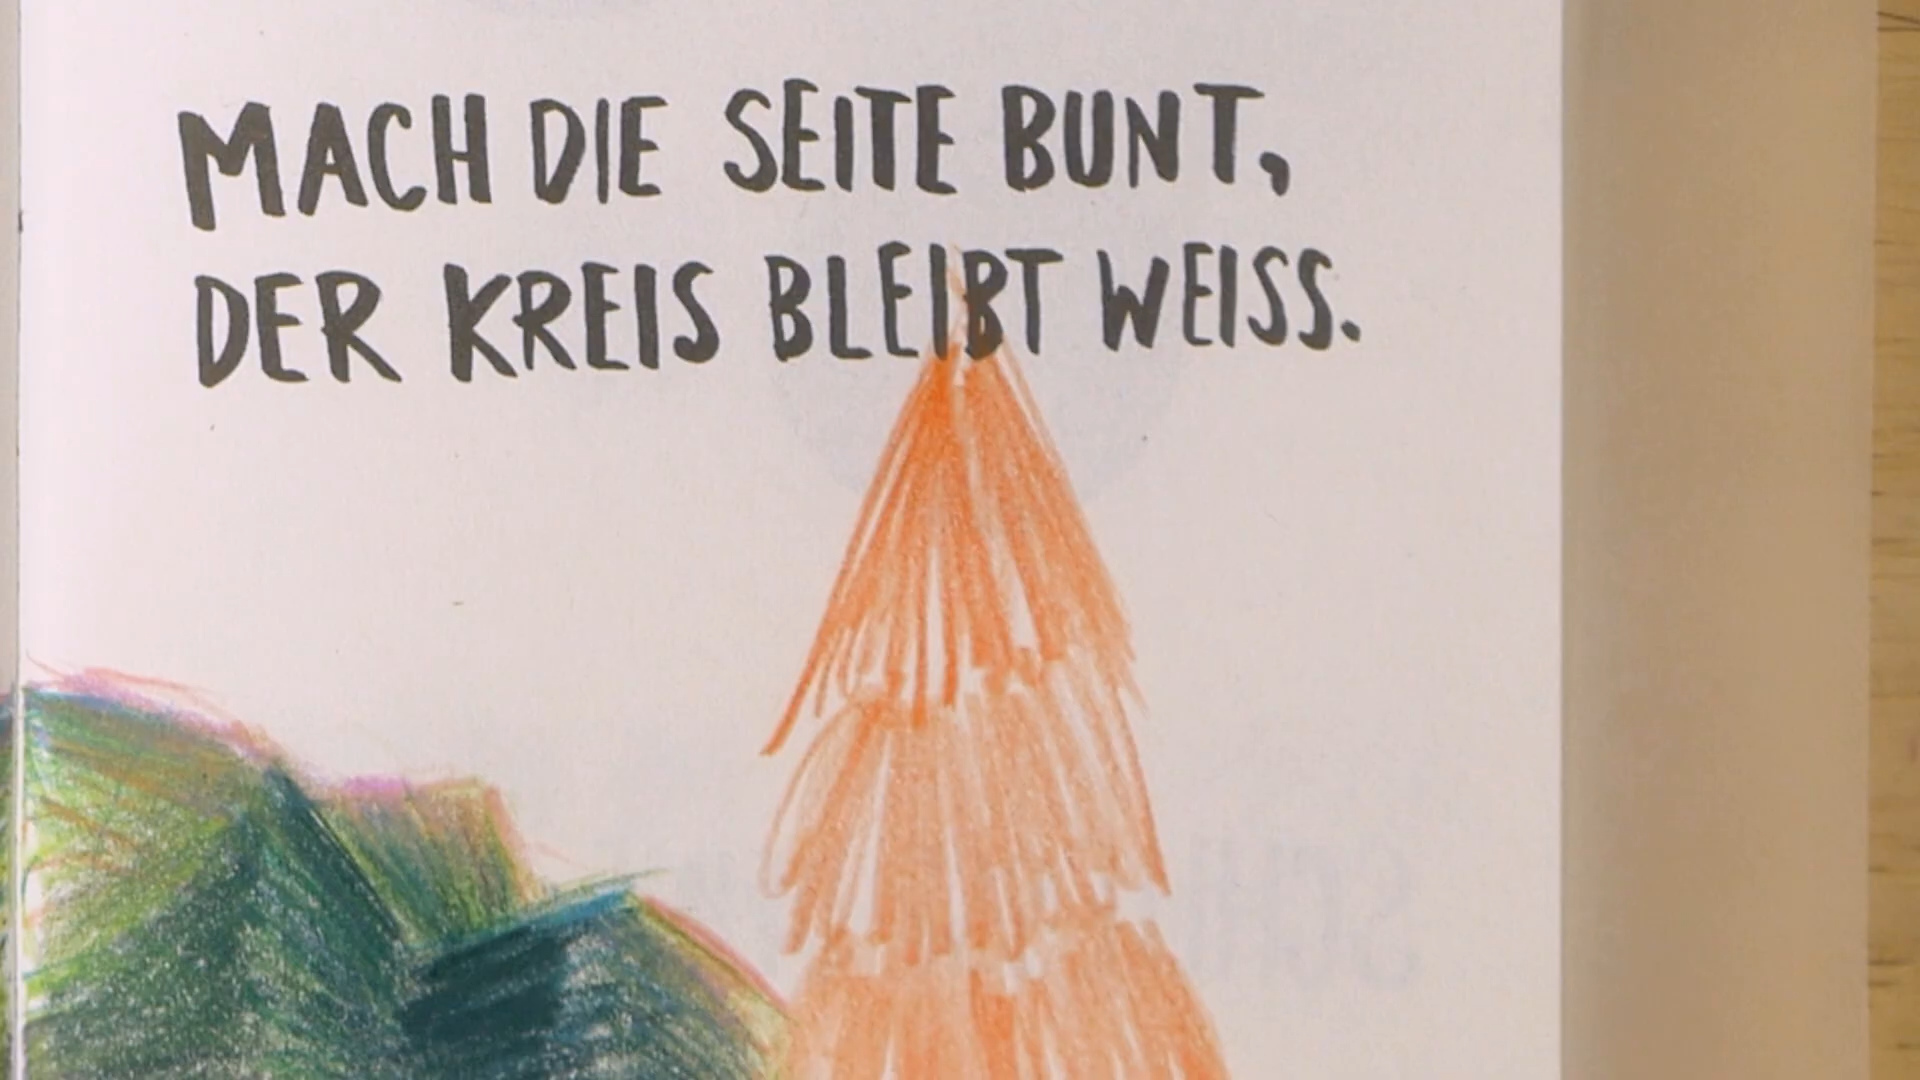 MACH DIE SEITE BUNT,
DER KREIS BLEIBT WEISS.